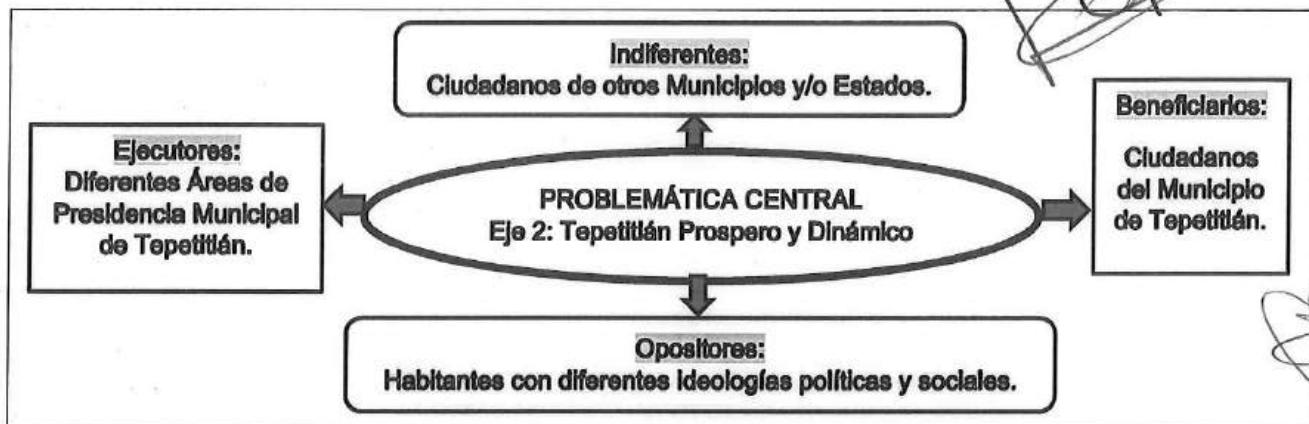 Indiferentes:
Ciudadanos de otros Municipios y/o Estados.
Ejecutores:
Diferentes Áreas de
Presidencia Municipal
de Tepetitlán.
PROBLEMÁTICA CENTRAL
Eje 2: Tepetitlán Prospero y Dinámico
Beneficiarios:
Ciudadanos
del Municipio
de Tepetitlán.
Opositores:
Habitantes con diferentes ideologías políticas y sociales.